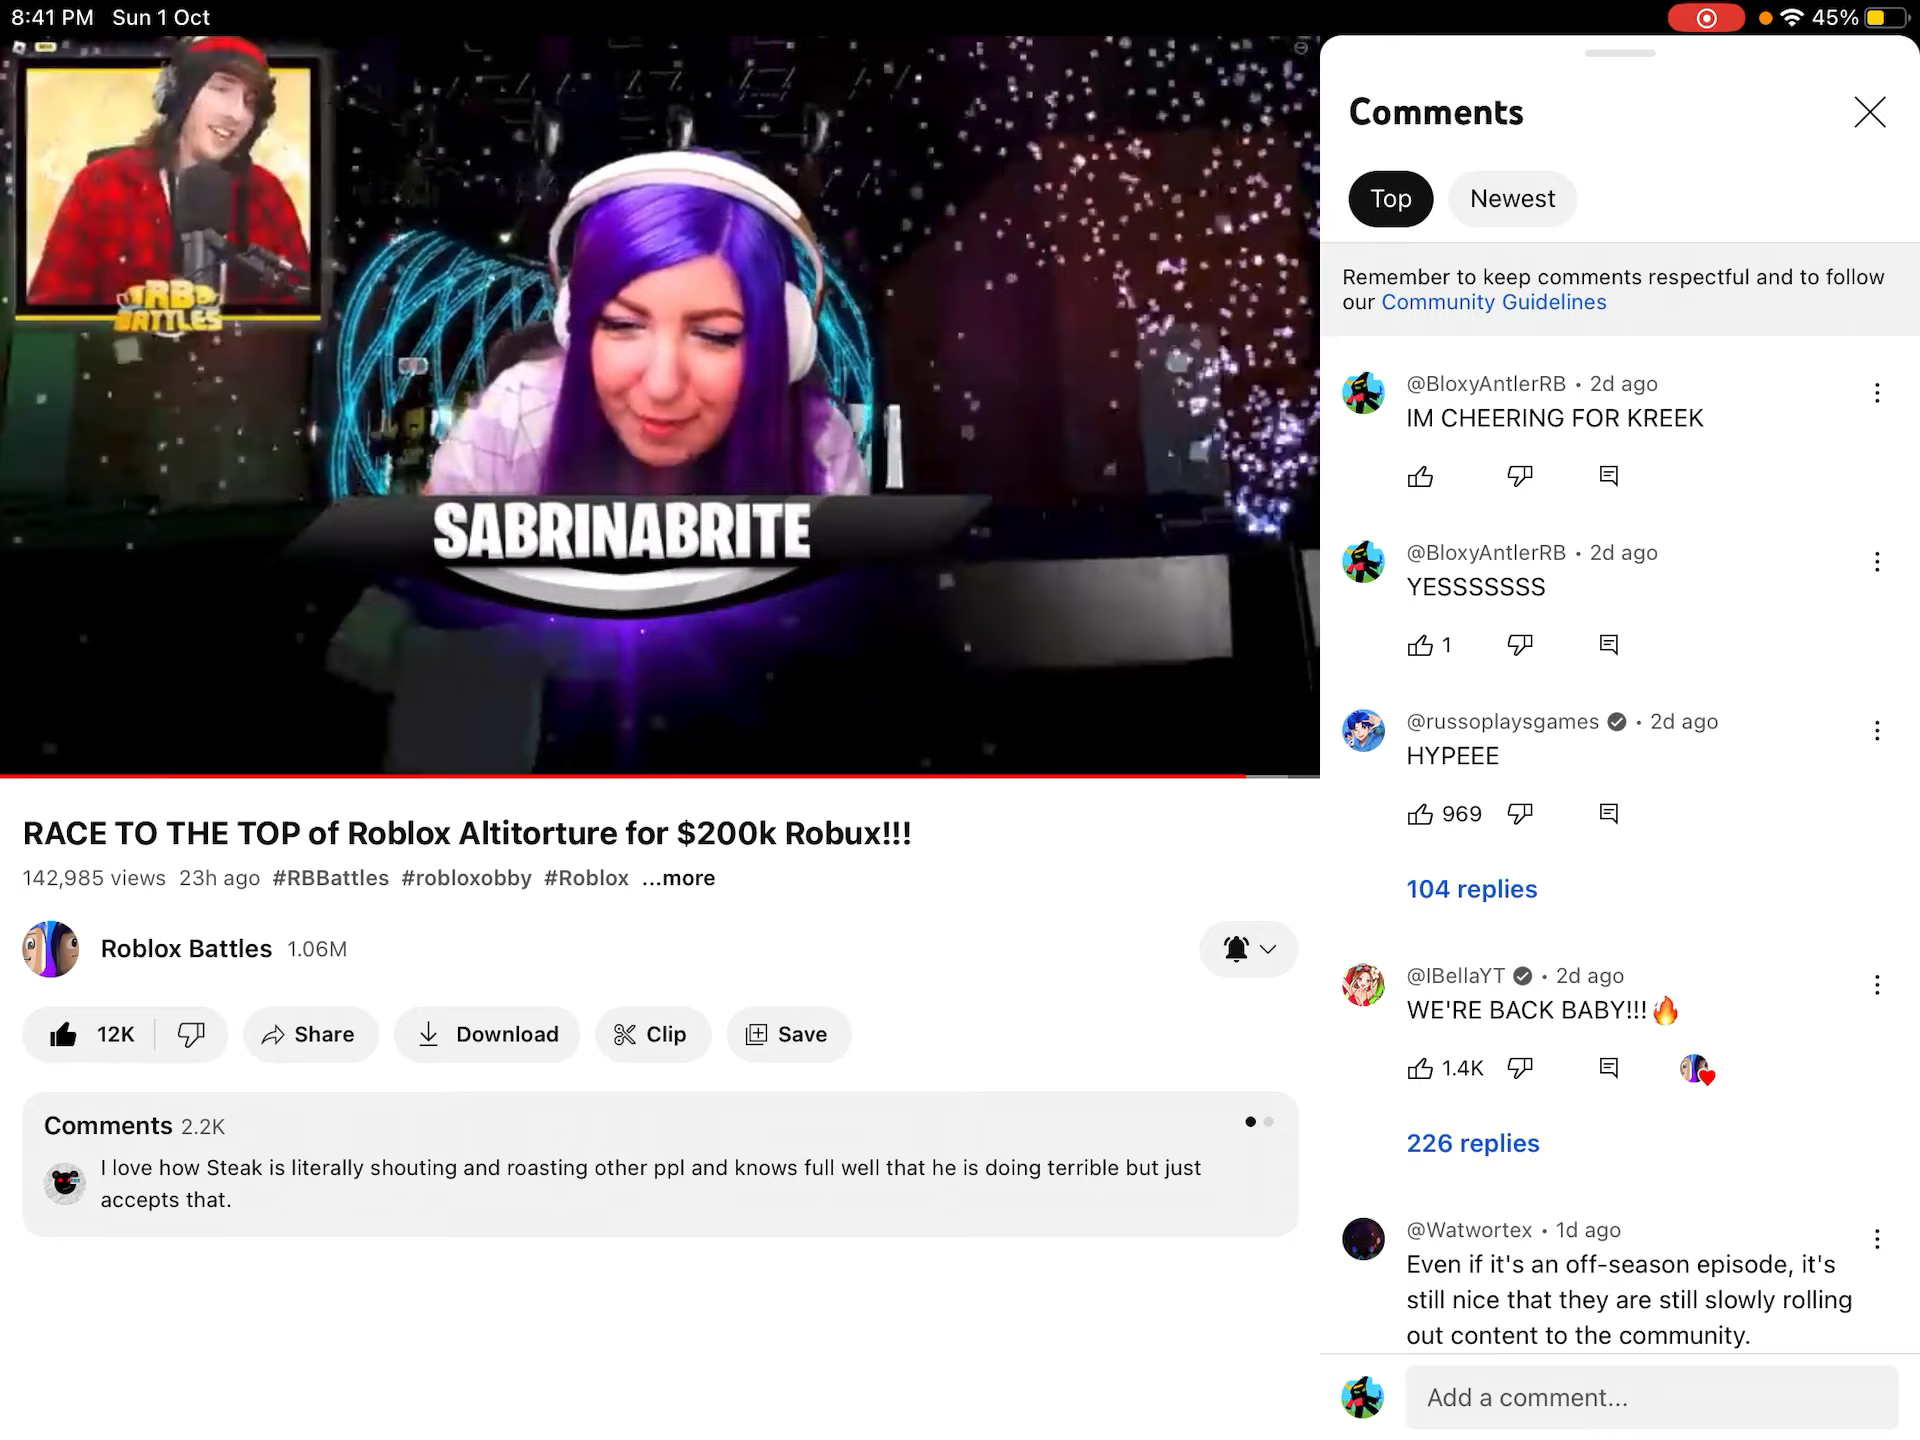 8:41 PM Sun 1 Oct
45%
RB
BATTLES
SABRINABRITE
RACE TO THE TOP of Roblox Altitorture for $200k Robux!!!
142,985 views 23h ago #RBBattles #robloxobby #Roblox ...more
Roblox Battles 1.06M
12K
Share
Download
Clip
Save
Comments 2.2K
I love how Steak is literally shouting and roasting other ppl and knows full well that he is doing terrible but just
accepts that.
Comments
Top
Newest
Remember to keep comments respectful and to follow
our Community Guidelines
@BloxyAntlerRB • 2d ago
IM CHEERING FOR KREEK
@BloxyAntlerRB • 2d ago
YESSSSSSS
1
@russoplaysgames • 2d ago
HYPEEE
969
104 replies
@IBellaYT • 2d ago
WE'RE BACK BABY!!!🔥
1.4K
226 replies
@Watwortex • 1d ago
Even if it's an off-season episode, it's
still nice that they are still slowly rolling
out content to the community.
Add a comment...